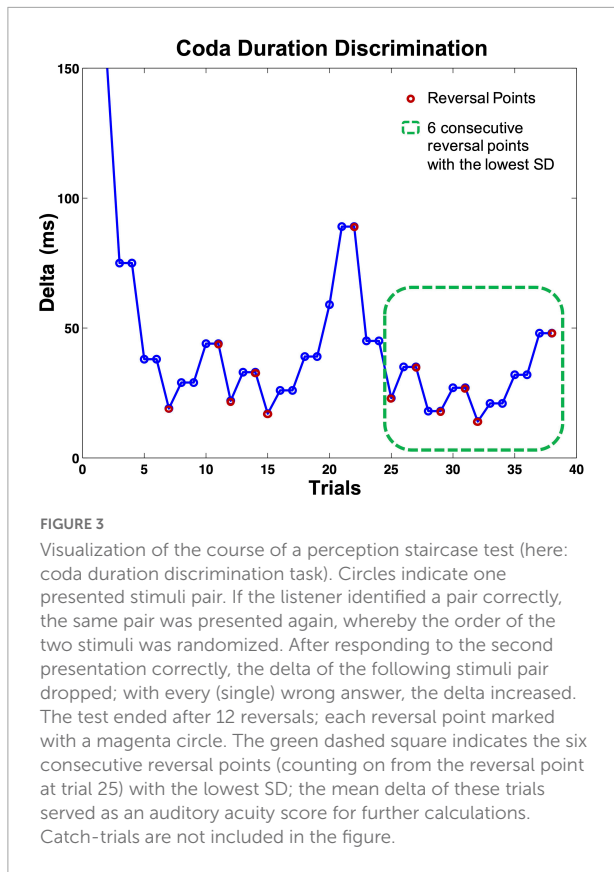 Coda Duration Discrimination
150
100
50
0
Delta (ms)
Reversal Points
6 consecutive
reversal points
with the lowest SD
0 5 10 15 20 25 30 35 40
Trials
FIGURE 3
Visualization of the course of a perception staircase test (here:
coda duration discrimination task). Circles indicate one
presented stimuli pair. If the listener identified a pair correctly,
the same pair was presented again, whereby the order of the
two stimuli was randomized. After responding to the second
presentation correctly, the delta of the following stimuli pair
dropped; with every (single) wrong answer, the delta increased.
The test ended after 12 reversals; each reversal point marked
with a magenta circle. The green dashed square indicates the six
consecutive reversal points (counting on from the reversal point
at trial 25) with the lowest SD; the mean delta of these trials
served as an auditory acuity score for further calculations.
Catch-trials are not included in the figure.